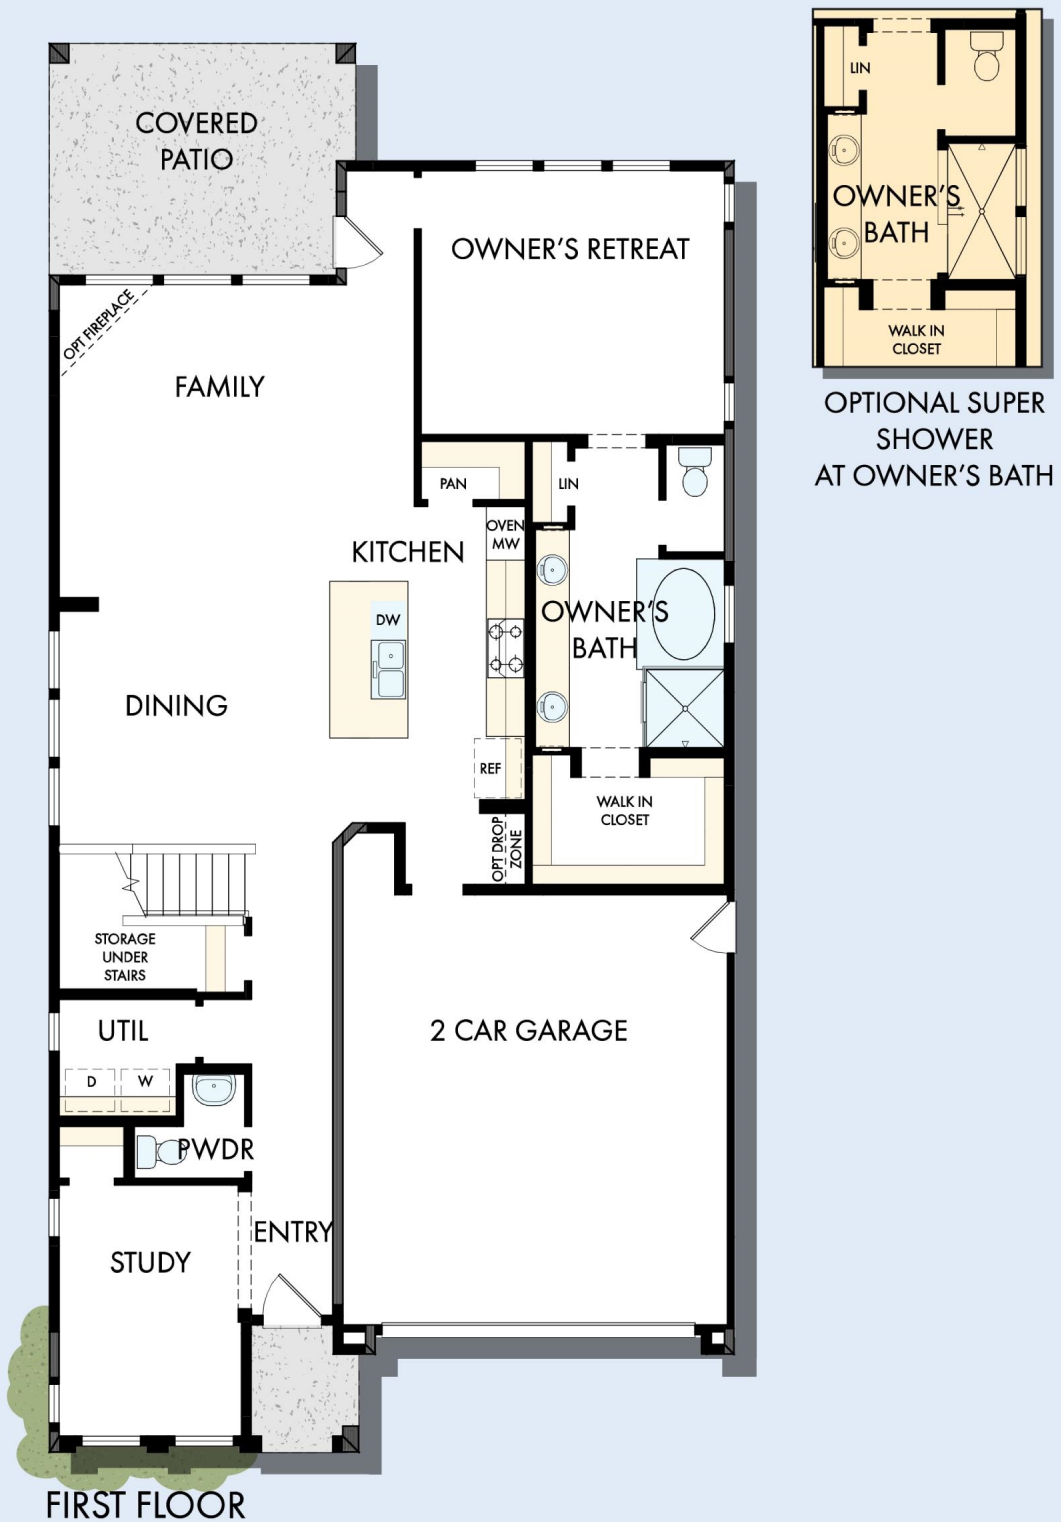 COVERED
PATIO
OWNER'S RETREAT
OPT FIREPLACE
FAMILY
PAN
LIN
OVEN
MW
KITCHEN
DW
OWNER'S
BATH
DINING
REF
WALK IN
CLOSET
OPT DROP
ZONE
STORAGE
UNDER
STAIRS
UTIL
D
W
2 CAR GARAGE
PWDR
ENTRY
STUDY
FIRST FLOOR
LIN
OWNER'S
BATH
WALK IN
CLOSET
OPTIONAL SUPER
SHOWER
AT OWNER'S BATH